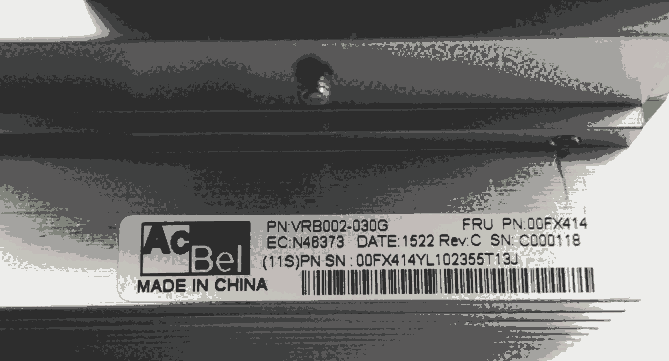 AcBel
MADE IN CHINA
PN:VRB002-030G FRU PN:00FX414
EC:N48373 DATE:1522 Rev:C SN: C000118
(11S)PN SN : 00FX414YL102355T13J